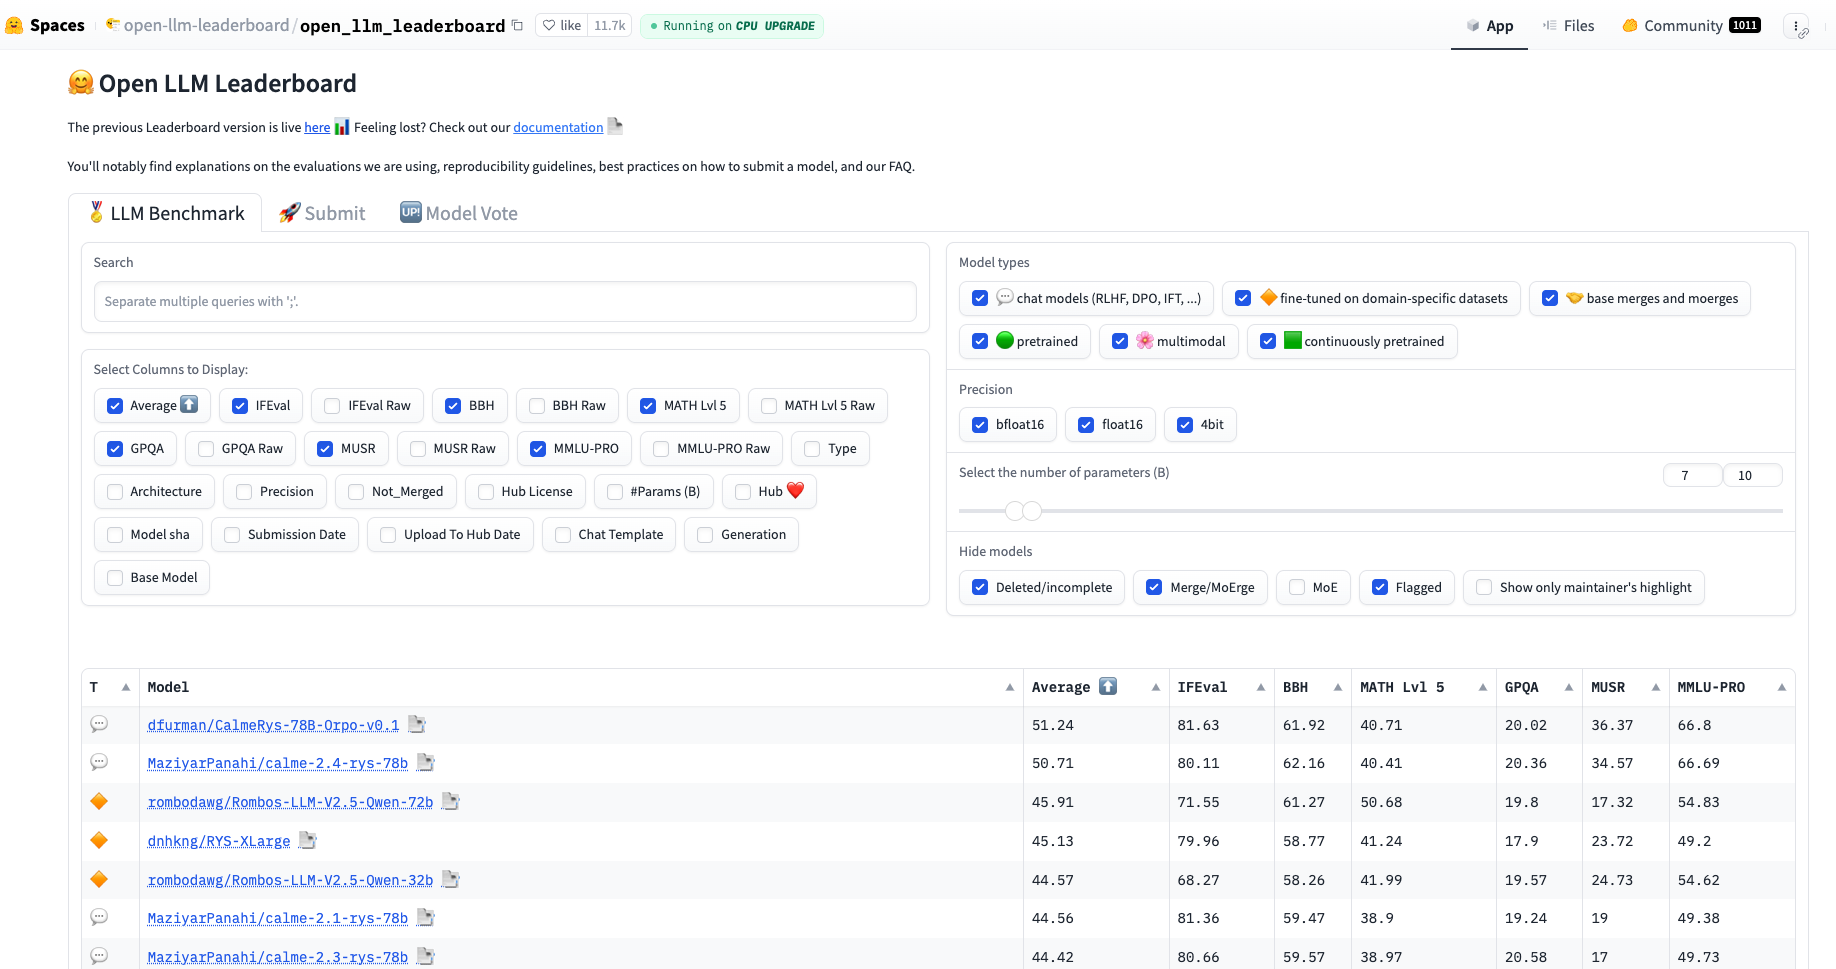 Spaces open-llm-leaderboard/open_llm_leaderboard like 11.7k Running on CPU UPGRADE App Files Community 1011
Open LLM Leaderboard
The previous Leaderboard version is live here Feeling lost? Check out our documentation
You'll notably find explanations on the evaluations we are using, reproducibility guidelines, best practices on how to submit a model, and our FAQ.
LLM Benchmark Submit UP! Model Vote
Search
Separate multiple queries with ';'.
Select Columns to Display:
Average IFEval IFEval Raw BBH BBH Raw MATH Lvl 5 MATH Lvl 5 Raw
GPQA GPQA Raw MUSR MUSR Raw MMLU-PRO MMLU-PRO Raw Type
Architecture Precision Not_Merged Hub License #Params (B) Hub
Model sha Submission Date Upload To Hub Date Chat Template Generation
Base Model
Model types
chat models (RLHF, DPO, IFT, ...) fine-tuned on domain-specific datasets base merges and moerges
pretrained multimodal continuously pretrained
Precision
bfloat16 float16 4bit
Select the number of parameters (B) 7 10
Hide models
Deleted/incomplete Merge/MoErge MoE Flagged Show only maintainer's highlight
T Model Average IFEval BBH MATH Lvl 5 GPQA MUSR MMLU-PRO
dfurman/CalmeRys-78B-Orpo-v0.1 51.24 81.63 61.92 40.71 20.02 36.37 66.8
MaziyarPanahi/calme-2.4-rys-78b 50.71 80.11 62.16 40.41 20.36 34.57 66.69
rombodawg/Rombos-LLM-V2.5-Qwen-72b 45.91 71.55 61.27 50.68 19.8 17.32 54.83
dnhkng/RYS-XLarge 45.13 79.96 58.77 41.24 17.9 23.72 49.2
rombodawg/Rombos-LLM-V2.5-Qwen-32b 44.57 68.27 58.26 41.99 19.57 24.73 54.62
MaziyarPanahi/calme-2.1-rys-78b 44.56 81.36 59.47 38.9 19.24 19 49.38
MaziyarPanahi/calme-2.3-rys-78b 44.42 80.66 59.57 38.97 20.58 17 49.73